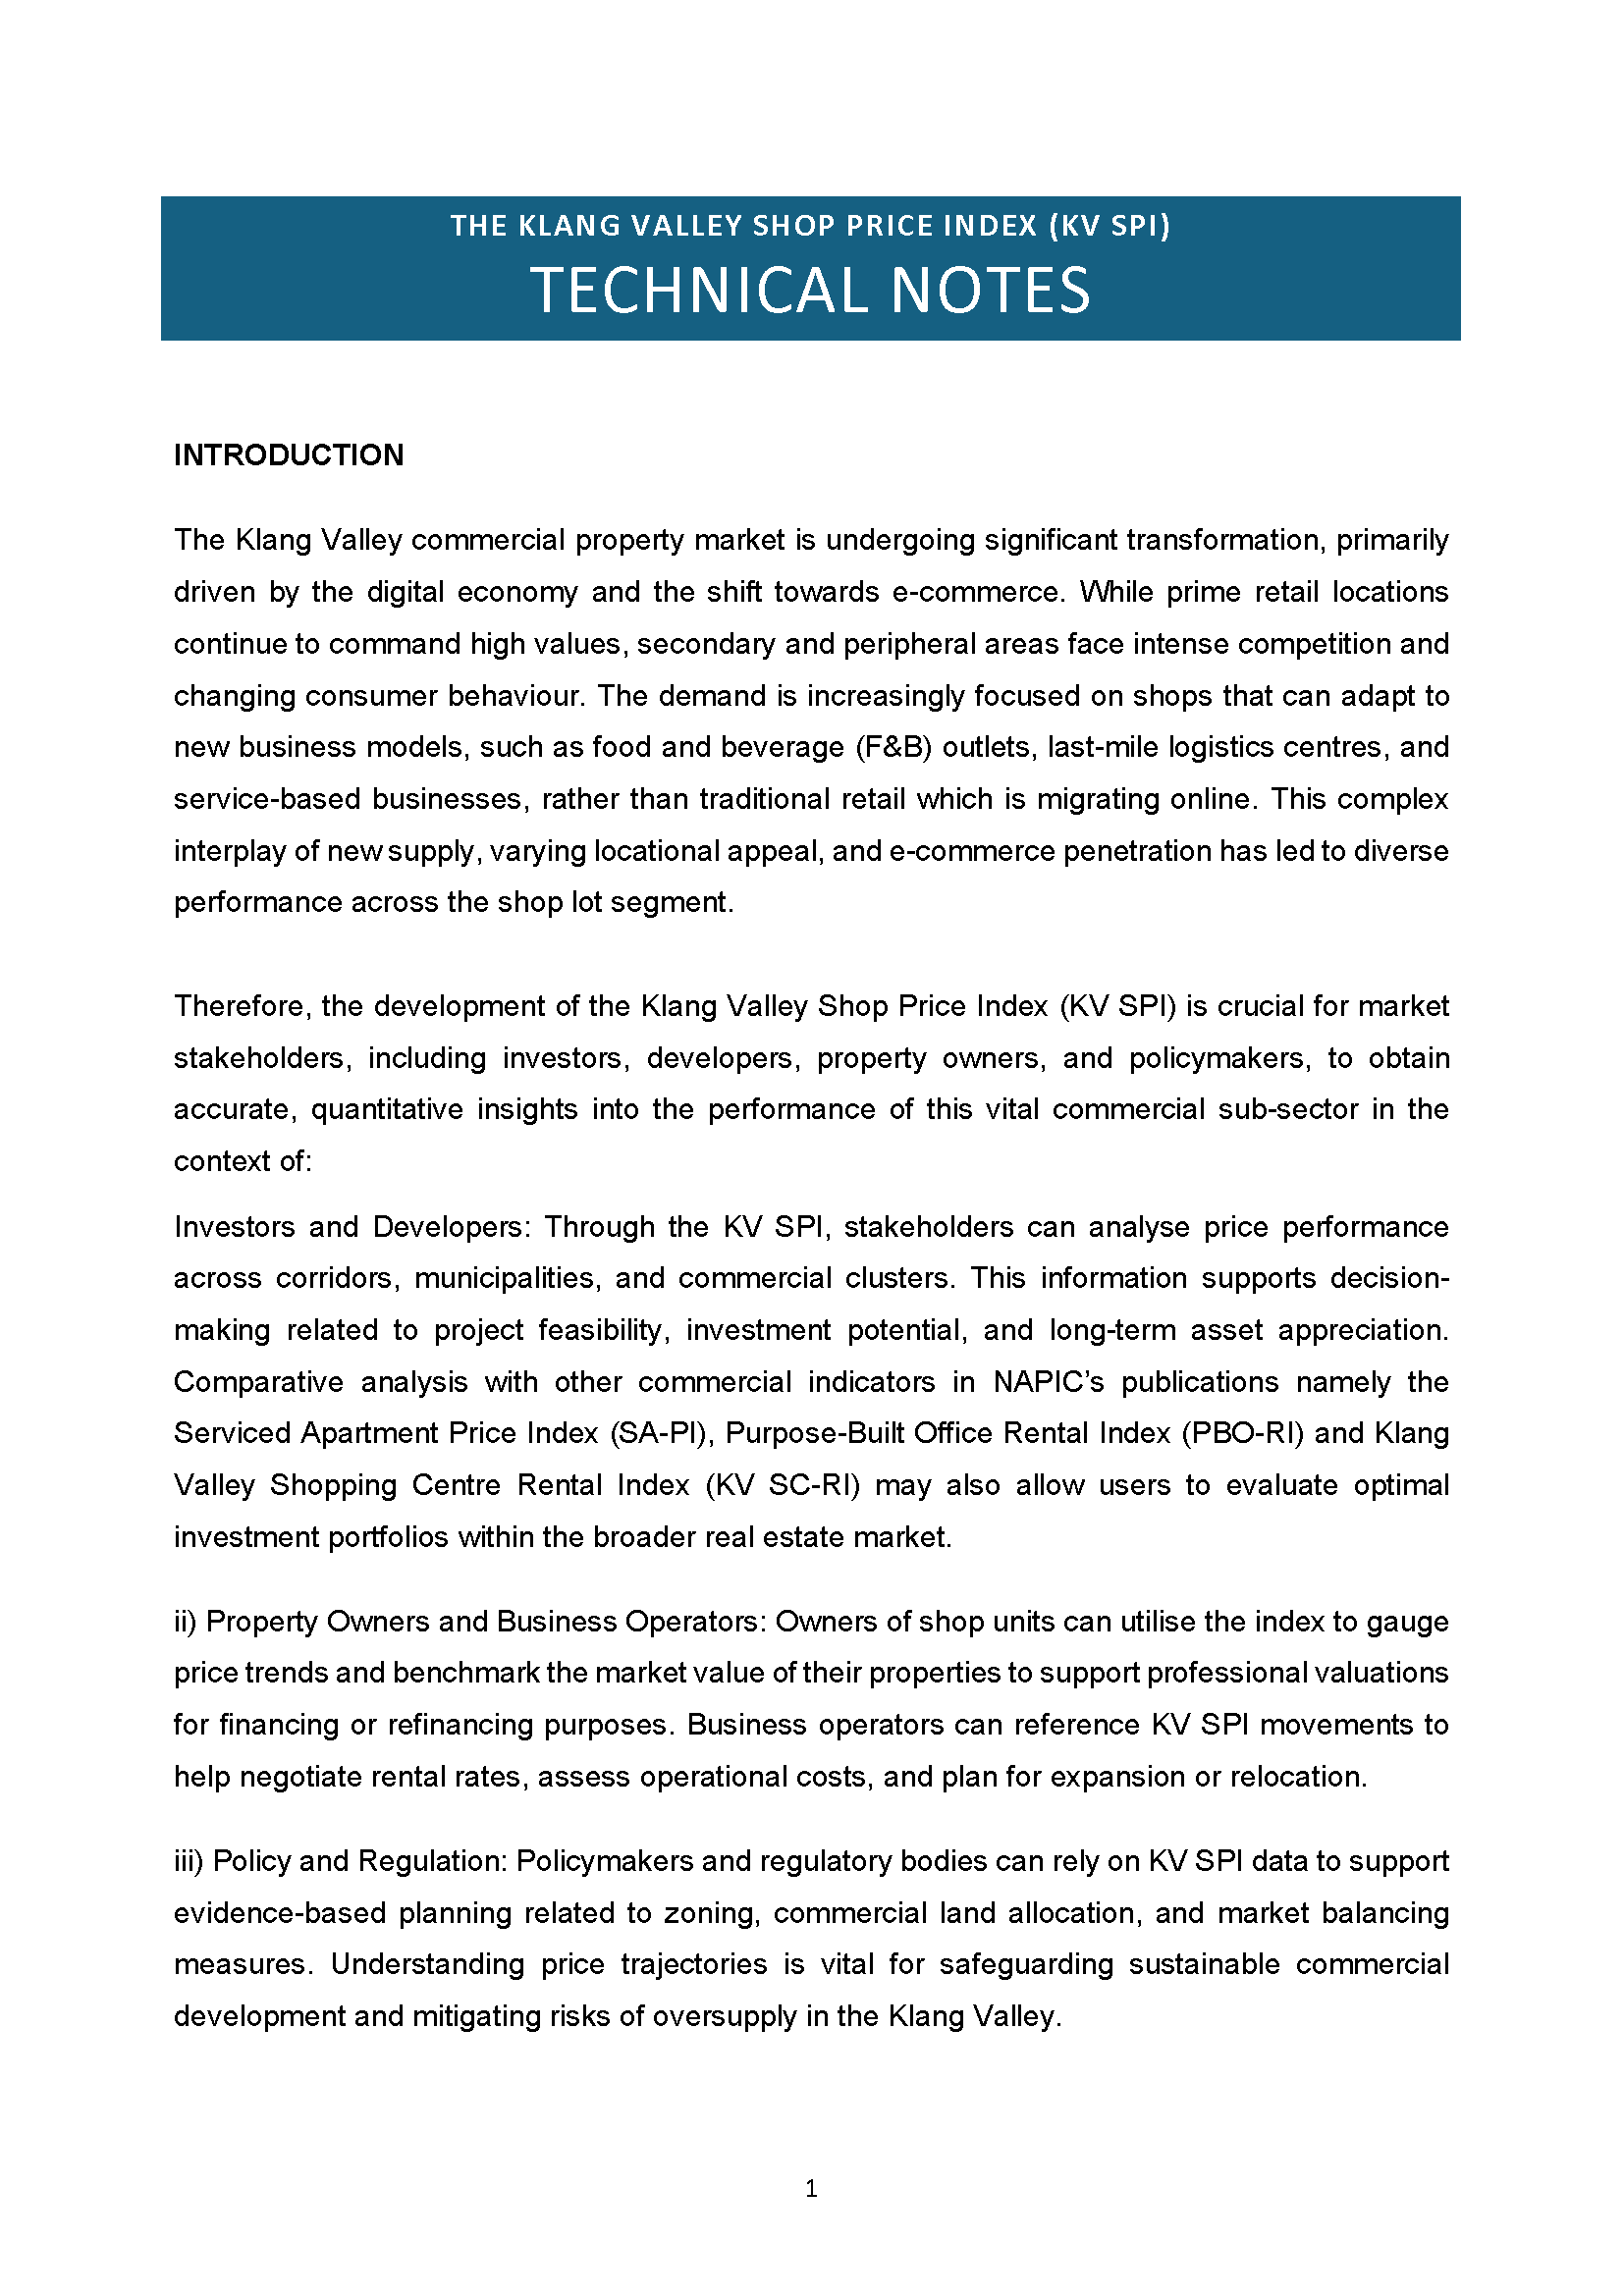 THE KLANG VALLEY SHOP PRICE INDEX (KV SPI)
TECHNICAL NOTES
INTRODUCTION
The Klang Valley commercial property market is undergoing significant transformation, primarily
driven by the digital economy and the shift towards e-commerce. While prime retail locations
continue to command high values, secondary and peripheral areas face intense competition and
changing consumer behaviour. The demand is increasingly focused on shops that can adapt to
new business models, such as food and beverage (F&B) outlets, last-mile logistics centres, and
service-based businesses, rather than traditional retail which is migrating online. This complex
interplay of new supply, varying locational appeal, and e-commerce penetration has led to diverse
performance across the shop lot segment.
Therefore, the development of the Klang Valley Shop Price Index (KV SPI) is crucial for market
stakeholders, including investors, developers, property owners, and policymakers, to obtain
accurate, quantitative insights into the performance of this vital commercial sub-sector in the
context of:
Investors and Developers: Through the KV SPI, stakeholders can analyse price performance
across corridors, municipalities, and commercial clusters. This information supports decision-
making related to project feasibility, investment potential, and long-term asset appreciation.
Comparative analysis with other commercial indicators in NAPIC’s publications namely the
Serviced Apartment Price Index (SA-PI), Purpose-Built Office Rental Index (PBO-RI) and Klang
Valley Shopping Centre Rental Index (KV SC-RI) may also allow users to evaluate optimal
investment portfolios within the broader real estate market.
ii) Property Owners and Business Operators: Owners of shop units can utilise the index to gauge
price trends and benchmark the market value of their properties to support professional valuations
for financing or refinancing purposes. Business operators can reference KV SPI movements to
help negotiate rental rates, assess operational costs, and plan for expansion or relocation.
iii) Policy and Regulation: Policymakers and regulatory bodies can rely on KV SPI data to support
evidence-based planning related to zoning, commercial land allocation, and market balancing
measures. Understanding price trajectories is vital for safeguarding sustainable commercial
development and mitigating risks of oversupply in the Klang Valley.
1